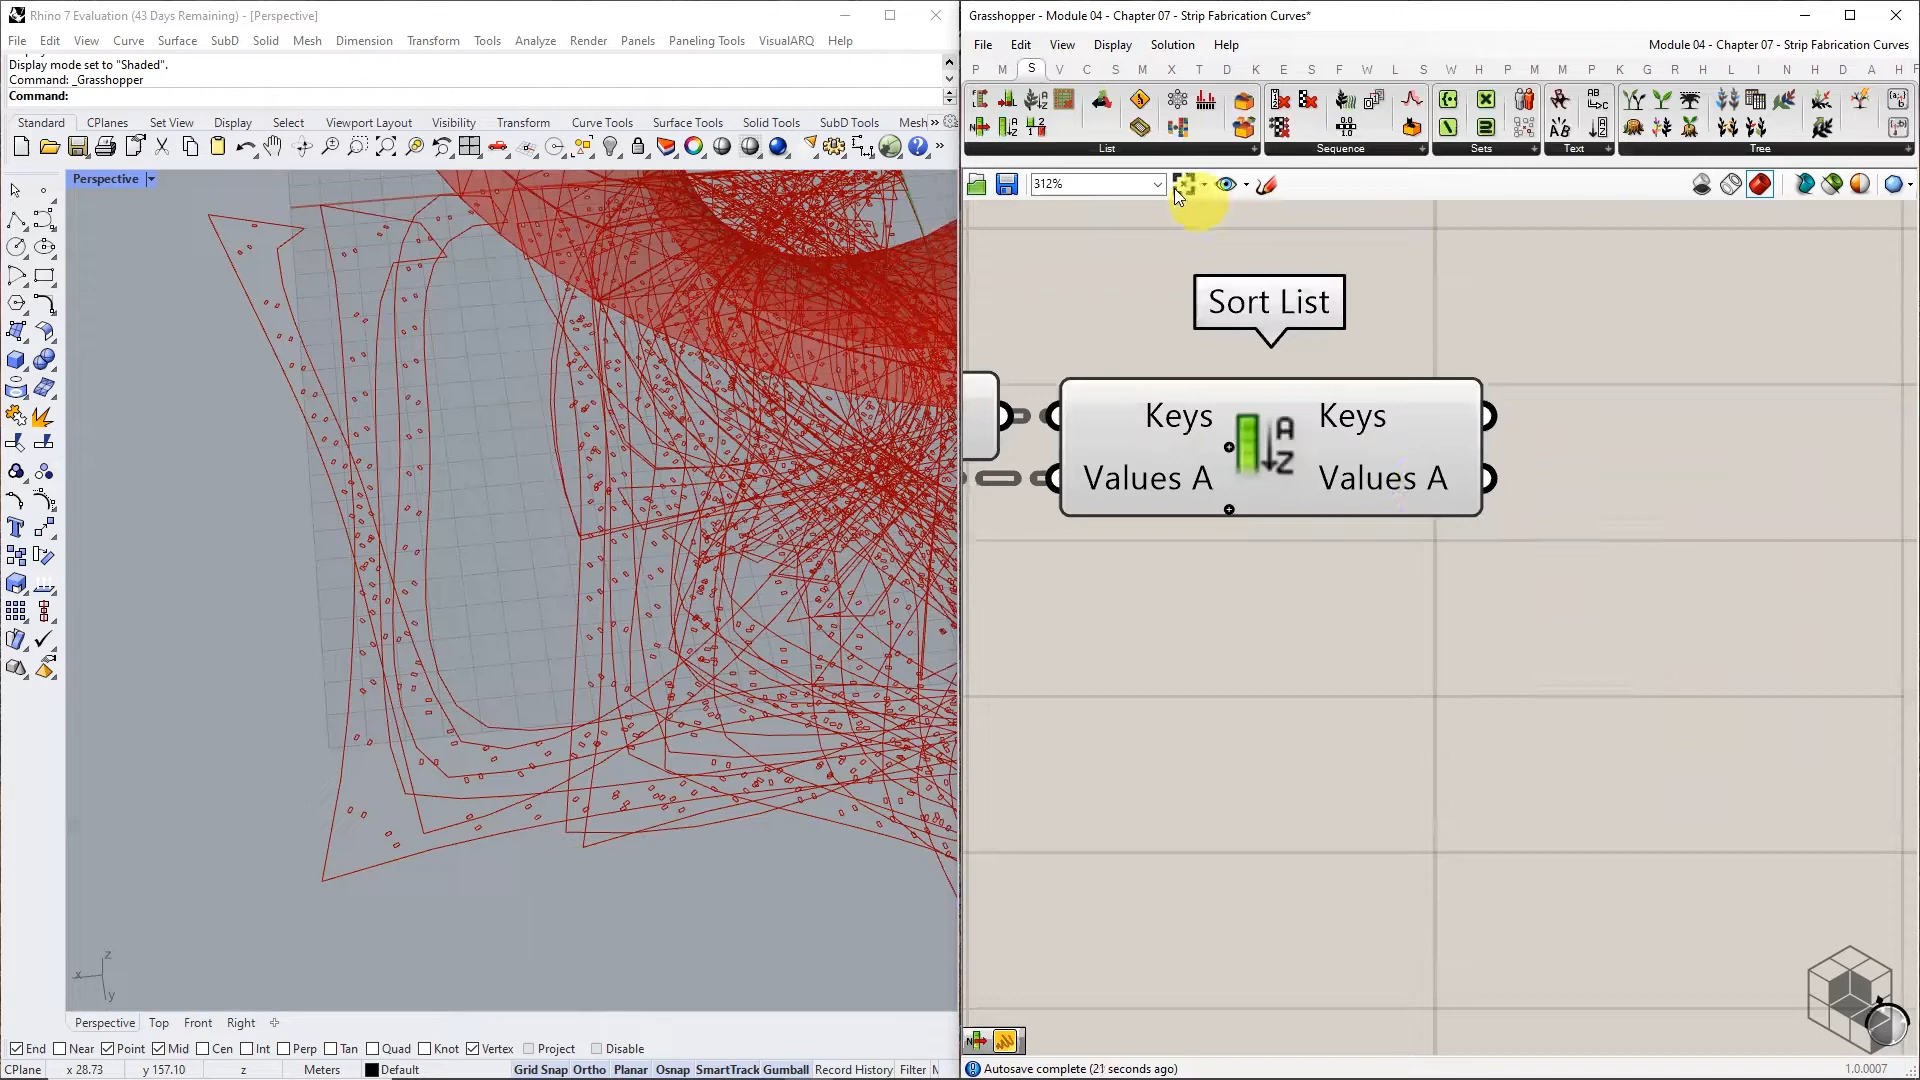 Rhino 7 Evaluation (43 Days Remaining) - [Perspective]
File Edit View Curve Surface SubD Solid Mesh Dimension Transform Tools Analyze Render Panels Paneling Tools VisualARQ Help
Display mode set to "Shaded".
Command: _Grasshopper
Command:
Standard CPlanes Set View Display Select Viewport Layout Visibility Transform Curve Tools Surface Tools Solid Tools SubD Tools Mesh
Perspective
z
x
y
Perspective Top Front Right
End Near Point Mid Cen Int Perp Tan Quad Knot Vertex Project Disable
CPlane x 28.73 y 157.10 z Meters Default Grid Snap Ortho Planar Osnap SmartTrack Gumball Record History Filter
Grasshopper - Module 04 - Chapter 07 - Strip Fabrication Curves*
File Edit View Display Solution Help Module 04 - Chapter 07 - Strip Fabrication Curves
P M S V C S M X T D K E S F W L S W H P M M P K G H L I N H D A H F
List Sequence Sets Text Tree
312%
Sort List
Keys A Keys
Z
Values A Values A
Autosave complete (21 seconds ago) 1.0.0007